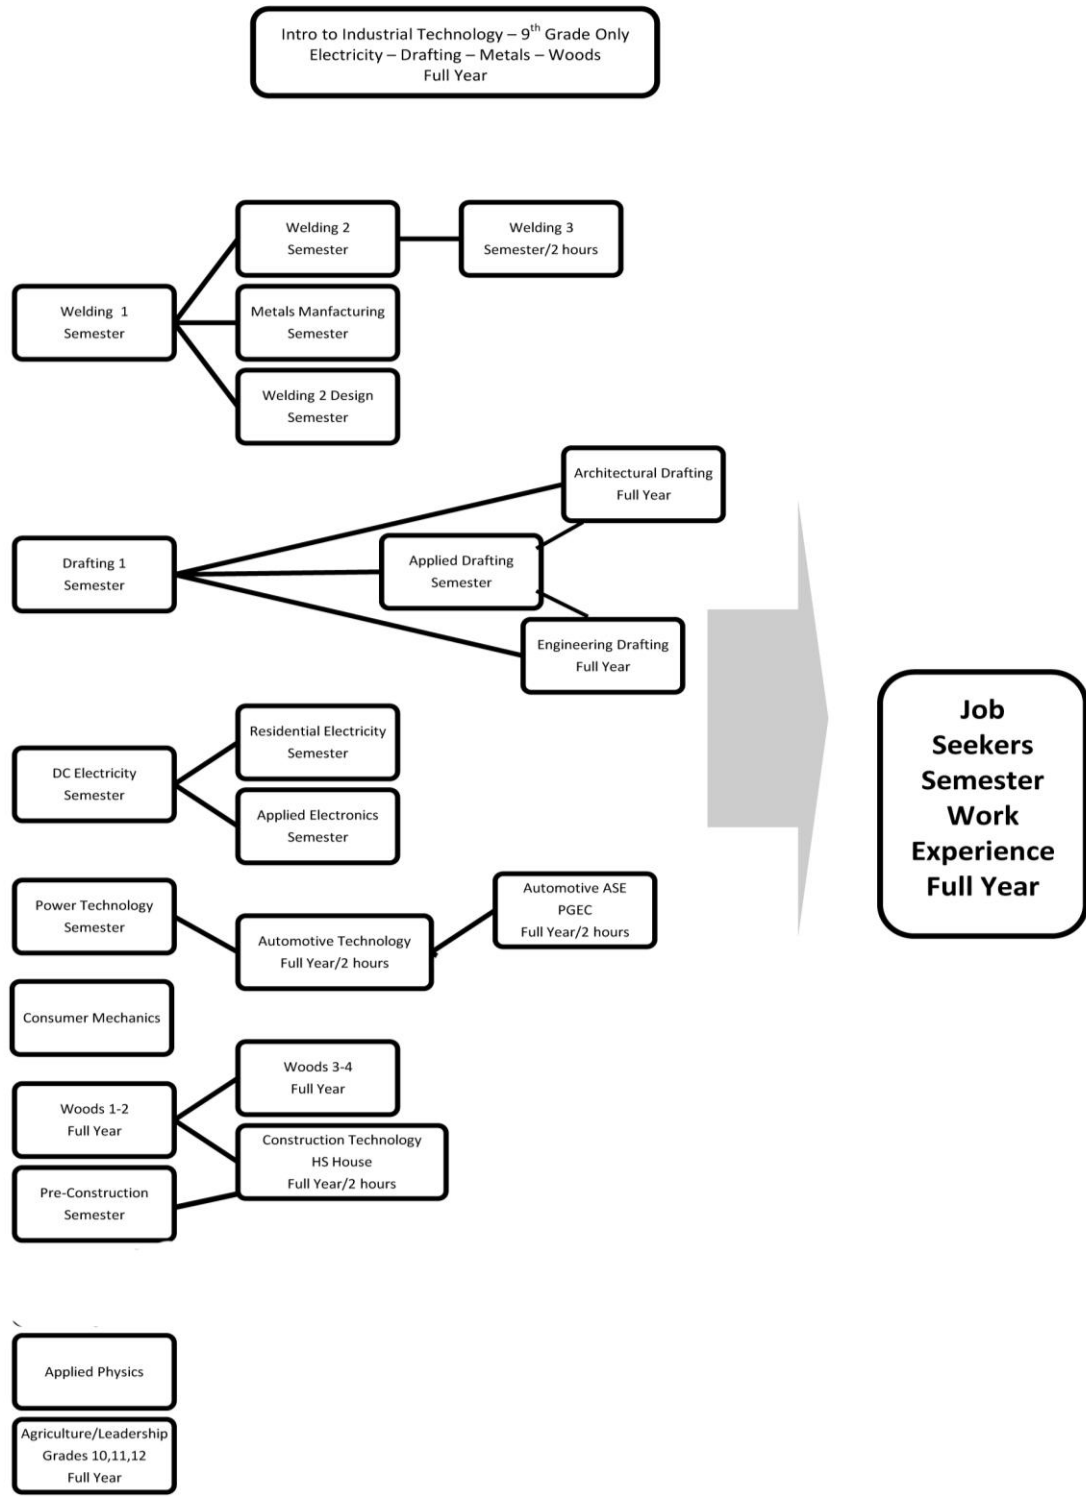 Intro to Industrial Technology – 9th Grade Only
Electricity – Drafting – Metals – Woods
Full Year
Welding 2
Semester
Welding 3
Semester/2 hours
Welding 1
Semester
Metals Manfacturing
Semester
Welding 2 Design
Semester
Architectural Drafting
Full Year
Drafting 1
Semester
Applied Drafting
Semester
Engineering Drafting
Full Year
Residential Electricity
Semester
DC Electricity
Semester
Applied Electronics
Semester
Job
Seekers
Semester
Work
Experience
Full Year
Power Technology
Semester
Automotive Technology
Full Year/2 hours
Automotive ASE
PGEC
Full Year/2 hours
Consumer Mechanics
Woods 3-4
Full Year
Woods 1-2
Full Year
Construction Technology
HS House
Full Year/2 hours
Pre-Construction
Semester
Applied Physics
Agriculture/Leadership
Grades 10,11,12
Full Year